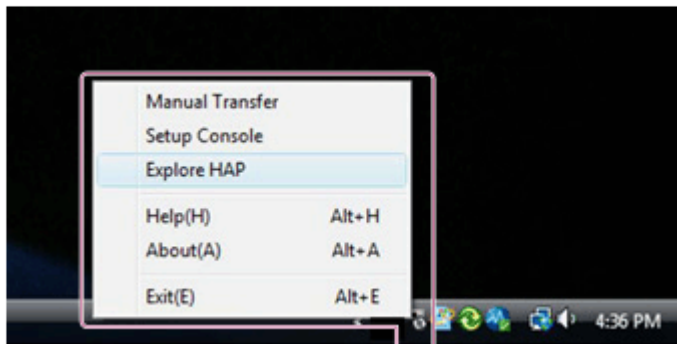 Manual Transfer
Setup Console
Explore HAP
Help(H) Alt+H
About(A) Alt+A
Exit(E) Alt+E
4:36 PM